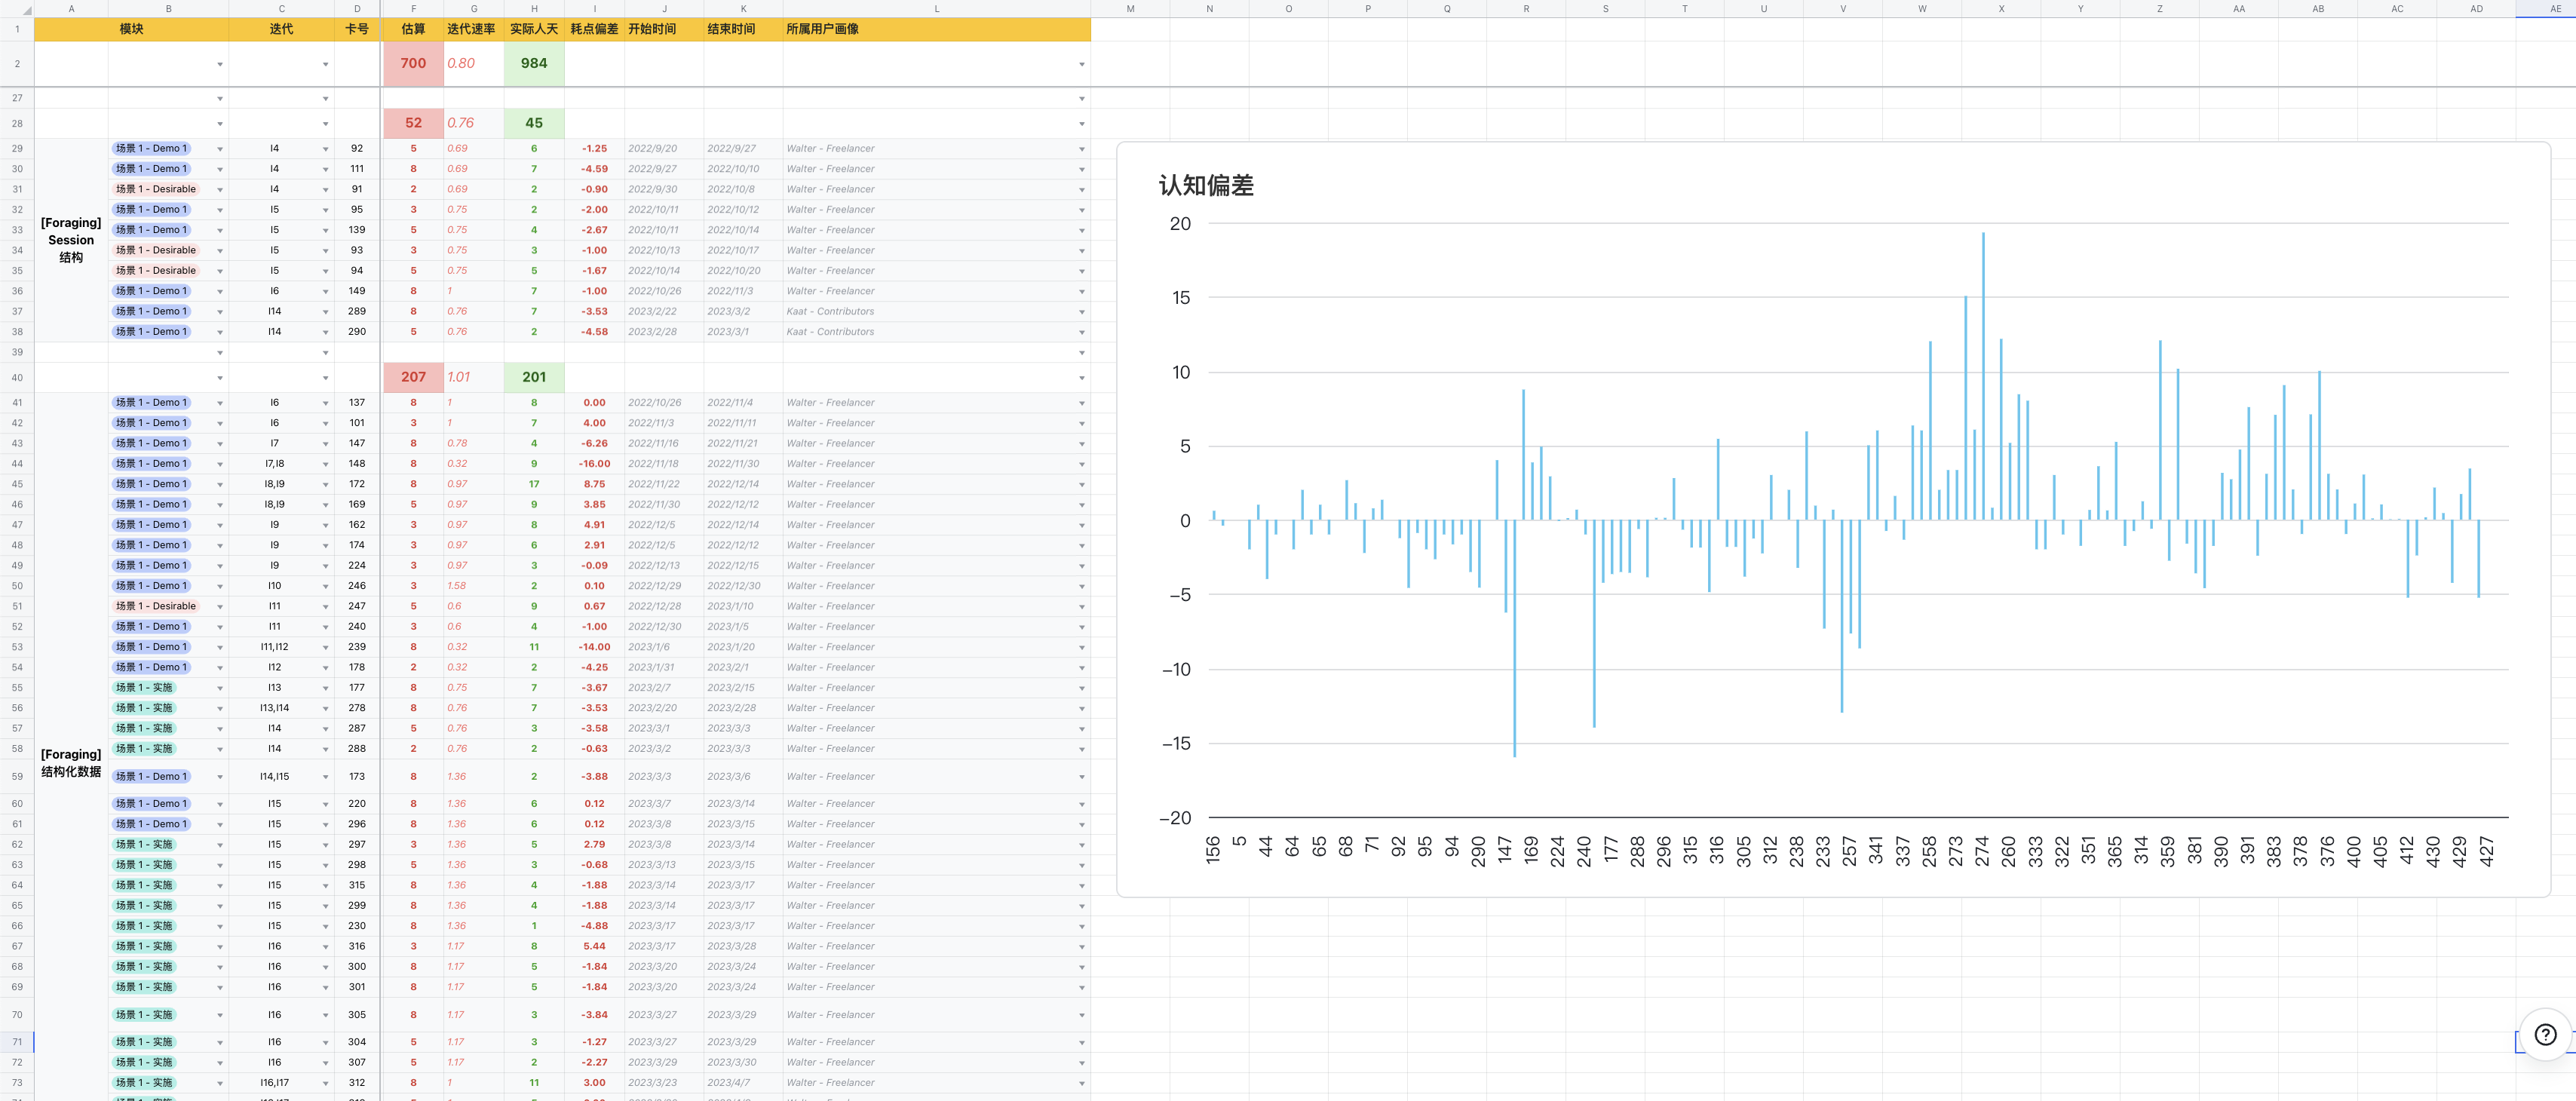 A B C D F G H I J K L M N O P Q R S T U V W X Y Z AA AB AC AD AE
1 模块 迭代 卡号 估算 迭代速率 实际人天 耗点偏差 开始时间 结束时间 所属用户画像
2 700 0.80 984
27
28 52 0.76 45
[Foraging]
Session
结构
29 场景 1 - Demo 1 I4 92 5 0.69 6 -1.25 2022/9/20 2022/9/27 Walter - Freelancer
30 场景 1 - Demo 1 I4 111 8 0.69 7 -4.59 2022/9/27 2022/10/10 Walter - Freelancer
31 场景 1 - Desirable I4 91 2 0.69 2 -0.90 2022/9/30 2022/10/8 Walter - Freelancer
32 场景 1 - Demo 1 I5 95 3 0.75 2 -2.00 2022/10/11 2022/10/12 Walter - Freelancer
33 场景 1 - Demo 1 I5 139 5 0.75 4 -2.67 2022/10/11 2022/10/14 Walter - Freelancer
34 场景 1 - Desirable I5 93 3 0.75 3 -1.00 2022/10/13 2022/10/17 Walter - Freelancer
35 场景 1 - Desirable I5 94 5 0.75 5 -1.67 2022/10/14 2022/10/20 Walter - Freelancer
36 场景 1 - Demo 1 I6 149 8 1 7 -1.00 2022/10/26 2022/11/3 Walter - Freelancer
37 场景 1 - Demo 1 I14 289 8 0.76 7 -3.53 2023/2/22 2023/3/2 Kaat - Contributors
38 场景 1 - Demo 1 I14 290 5 0.76 2 -4.58 2023/2/28 2023/3/1 Kaat - Contributors
39
40 207 1.01 201
[Foraging]
结构化数据
41 场景 1 - Demo 1 I6 137 8 1 8 0.00 2022/10/26 2022/11/4 Walter - Freelancer
42 场景 1 - Demo 1 I6 101 3 1 7 4.00 2022/11/3 2022/11/11 Walter - Freelancer
43 场景 1 - Demo 1 I7 147 8 0.78 4 -6.26 2022/11/16 2022/11/21 Walter - Freelancer
44 场景 1 - Demo 1 I7,I8 148 8 0.32 9 -16.00 2022/11/18 2022/11/30 Walter - Freelancer
45 场景 1 - Demo 1 I8,I9 172 8 0.97 17 8.75 2022/11/22 2022/12/14 Walter - Freelancer
46 场景 1 - Demo 1 I8,I9 169 5 0.97 9 3.85 2022/11/30 2022/12/12 Walter - Freelancer
47 场景 1 - Demo 1 I9 162 3 0.97 8 4.91 2022/12/5 2022/12/14 Walter - Freelancer
48 场景 1 - Demo 1 I9 174 3 0.97 6 2.91 2022/12/5 2022/12/12 Walter - Freelancer
49 场景 1 - Demo 1 I9 224 3 0.97 3 -0.09 2022/12/13 2022/12/15 Walter - Freelancer
50 场景 1 - Demo 1 I10 246 3 1.58 2 0.10 2022/12/29 2022/12/30 Walter - Freelancer
51 场景 1 - Desirable I11 247 5 0.6 9 0.67 2022/12/28 2023/1/10 Walter - Freelancer
52 场景 1 - Demo 1 I11 240 3 0.6 4 -1.00 2022/12/30 2023/1/5 Walter - Freelancer
53 场景 1 - Demo 1 I11,I12 239 8 0.32 11 -14.00 2023/1/6 2023/1/20 Walter - Freelancer
54 场景 1 - Demo 1 I12 178 2 0.32 2 -4.25 2023/1/31 2023/2/1 Walter - Freelancer
55 场景 1 - 实施 I13 177 8 0.75 7 -3.67 2023/2/7 2023/2/15 Walter - Freelancer
56 场景 1 - 实施 I13,I14 278 8 0.76 7 -3.53 2023/2/20 2023/2/28 Walter - Freelancer
57 场景 1 - 实施 I14 287 5 0.76 3 -3.58 2023/3/1 2023/3/3 Walter - Freelancer
58 场景 1 - 实施 I14 288 2 0.76 2 -0.63 2023/3/2 2023/3/3 Walter - Freelancer
59 场景 1 - Demo 1 I14,I15 173 8 1.36 2 -3.88 2023/3/3 2023/3/6 Walter - Freelancer
60 场景 1 - Demo 1 I15 220 8 1.36 6 0.12 2023/3/7 2023/3/14 Walter - Freelancer
61 场景 1 - Demo 1 I15 296 8 1.36 6 0.12 2023/3/8 2023/3/15 Walter - Freelancer
62 场景 1 - 实施 I15 297 3 1.36 5 2.79 2023/3/8 2023/3/14 Walter - Freelancer
63 场景 1 - 实施 I15 298 5 1.36 3 -0.68 2023/3/13 2023/3/15 Walter - Freelancer
64 场景 1 - 实施 I15 315 8 1.36 4 -1.88 2023/3/14 2023/3/17 Walter - Freelancer
65 场景 1 - 实施 I15 299 8 1.36 4 -1.88 2023/3/14 2023/3/17 Walter - Freelancer
66 场景 1 - 实施 I15 230 8 1.36 1 -4.88 2023/3/17 2023/3/17 Walter - Freelancer
67 场景 1 - 实施 I16 316 3 1.17 8 5.44 2023/3/17 2023/3/28 Walter - Freelancer
68 场景 1 - 实施 I16 300 8 1.17 5 -1.84 2023/3/20 2023/3/24 Walter - Freelancer
69 场景 1 - 实施 I16 301 8 1.17 5 -1.84 2023/3/20 2023/3/24 Walter - Freelancer
70 场景 1 - 实施 I16 305 8 1.17 3 -3.84 2023/3/27 2023/3/29 Walter - Freelancer
71 场景 1 - 实施 I16 304 5 1.17 3 -1.27 2023/3/27 2023/3/29 Walter - Freelancer
72 场景 1 - 实施 I16 307 5 1.17 2 -2.27 2023/3/29 2023/3/30 Walter - Freelancer
73 场景 1 - 实施 I16,I17 312 8 1 11 3.00 2023/3/23 2023/4/7 Walter - Freelancer
认知偏差
20
15
10
5
0
−5
−10
−15
−20
156 5 44 64 65 68 71 92 95 94 290 147 169 224 240 177 288 296 315 316 305 312 238 233 257 341 337 258 273 274 260 333 322 351 365 314 359 381 390 391 383 378 376 400 405 412 430 429 427